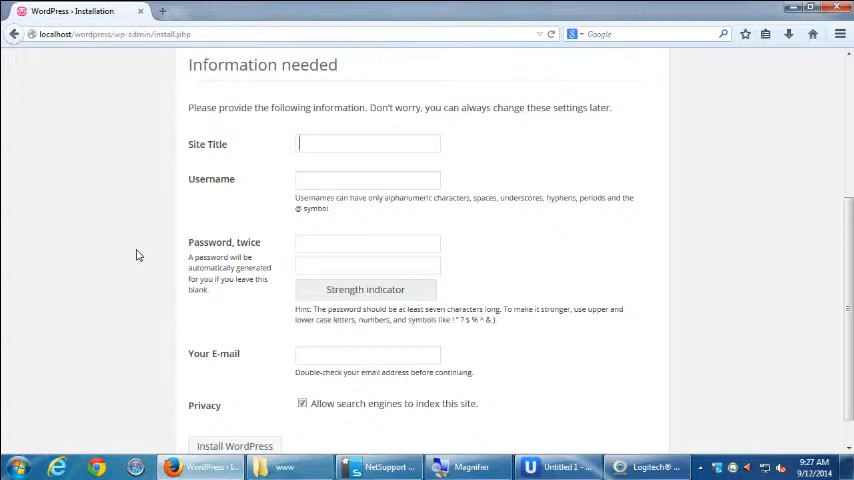 WordPress › Installation
localhost/wordpress/wp-admin/install.php
Google
Information needed
Please provide the following information. Don't worry, you can always change these settings later.
Site Title
Username
Usernames can have only alphanumeric characters, spaces, underscores, hyphens, periods and the
@ symbol
Password, twice
A password will be
automatically generated
for you if you leave this
blank.
Strength indicator
Hint: The password should be at least seven characters long. To make it stronger, use upper and
lower case letters, numbers, and symbols like ! " ? $ % ^ & ).
Your E-mail
Double-check your email address before continuing.
Privacy
Allow search engines to index this site.
Install WordPress
WordPress › I...
www
NetSupport ...
Magnifier
Untitled 1 - ...
Logitech® ...
9:27 AM
9/12/2014